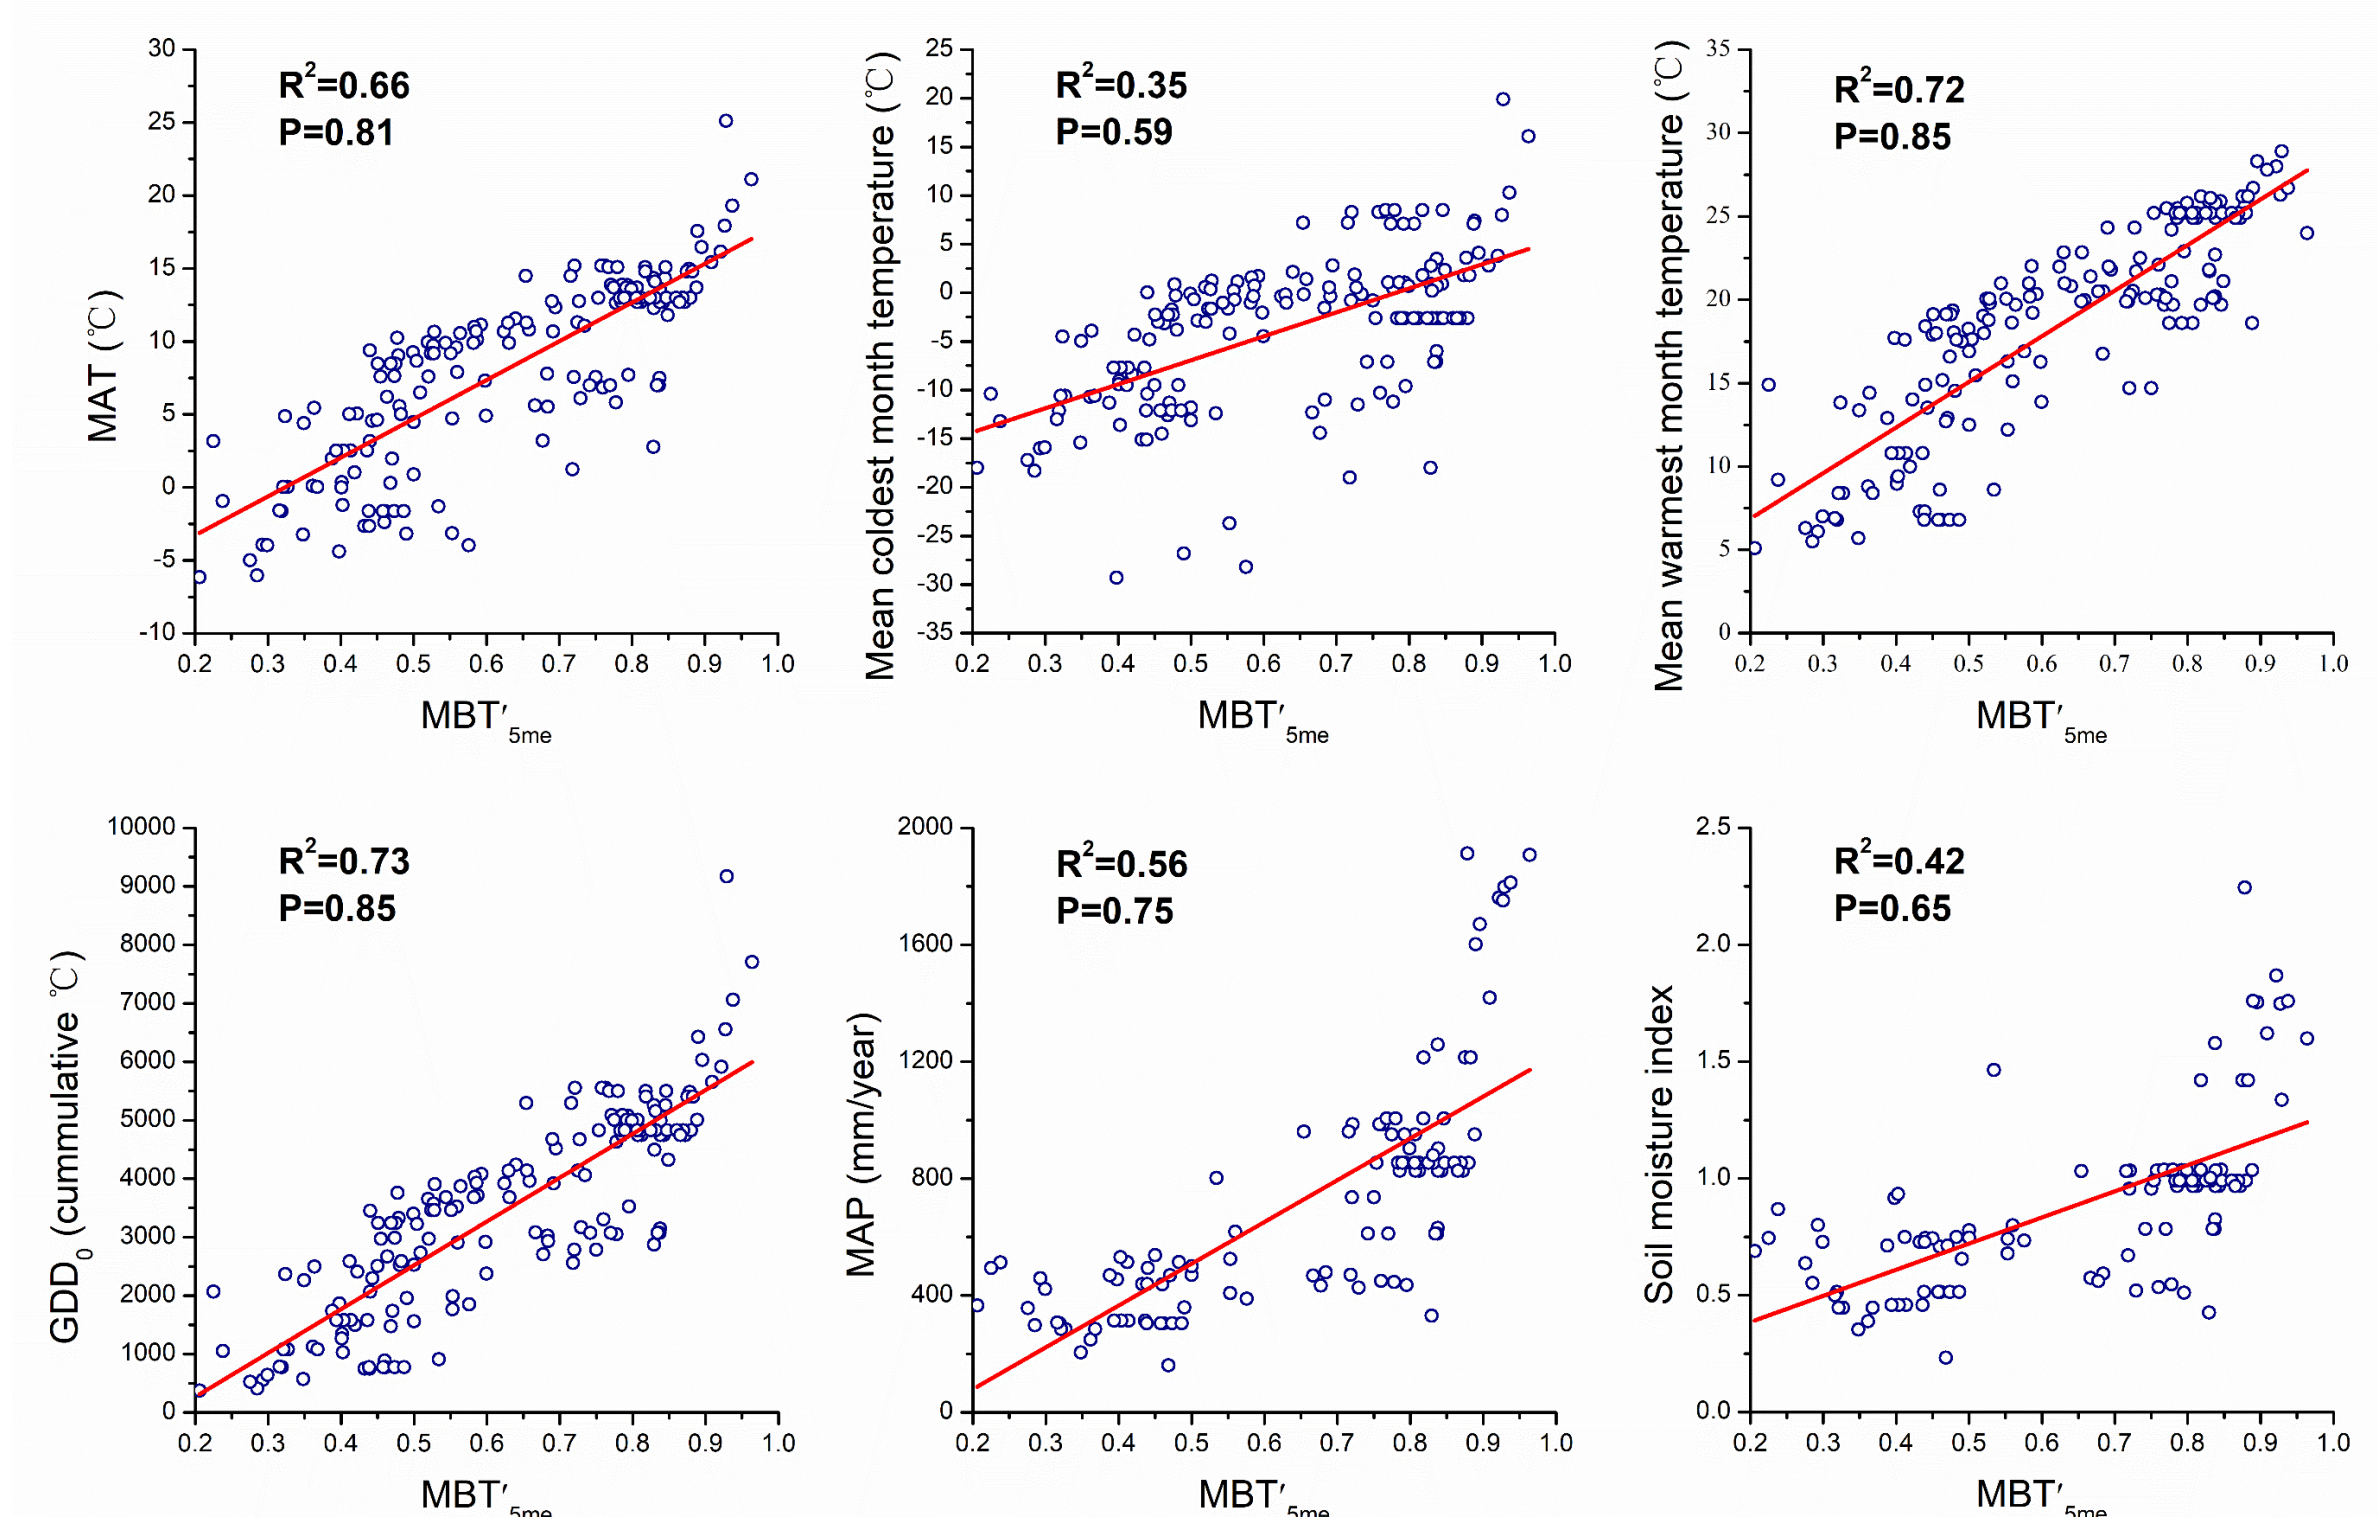 R²=0.66
P=0.81
MAT (℃)
30
25
20
15
10
5
0
-5
-10
0.2 0.3 0.4 0.5 0.6 0.7 0.8 0.9 1.0
MBT′5me
R²=0.35
P=0.59
Mean coldest month temperature (℃)
25
20
15
10
5
0
-5
-10
-15
-20
-25
-30
-35
0.2 0.3 0.4 0.5 0.6 0.7 0.8 0.9 1.0
MBT′5me
R²=0.72
P=0.85
Mean warmest month temperature (℃)
35
30
25
20
15
10
5
0
0.2 0.3 0.4 0.5 0.6 0.7 0.8 0.9 1.0
MBT′5me
R²=0.73
P=0.85
GDD0 (cummulative ℃)
10000
9000
8000
7000
6000
5000
4000
3000
2000
1000
0
0.2 0.3 0.4 0.5 0.6 0.7 0.8 0.9 1.0
MBT′5me
R²=0.56
P=0.75
MAP (mm/year)
2000
1600
1200
800
400
0
0.2 0.3 0.4 0.5 0.6 0.7 0.8 0.9 1.0
MBT′5me
R²=0.42
P=0.65
Soil moisture index
2.5
2.0
1.5
1.0
0.5
0.0
0.2 0.3 0.4 0.5 0.6 0.7 0.8 0.9 1.0
MBT′5me